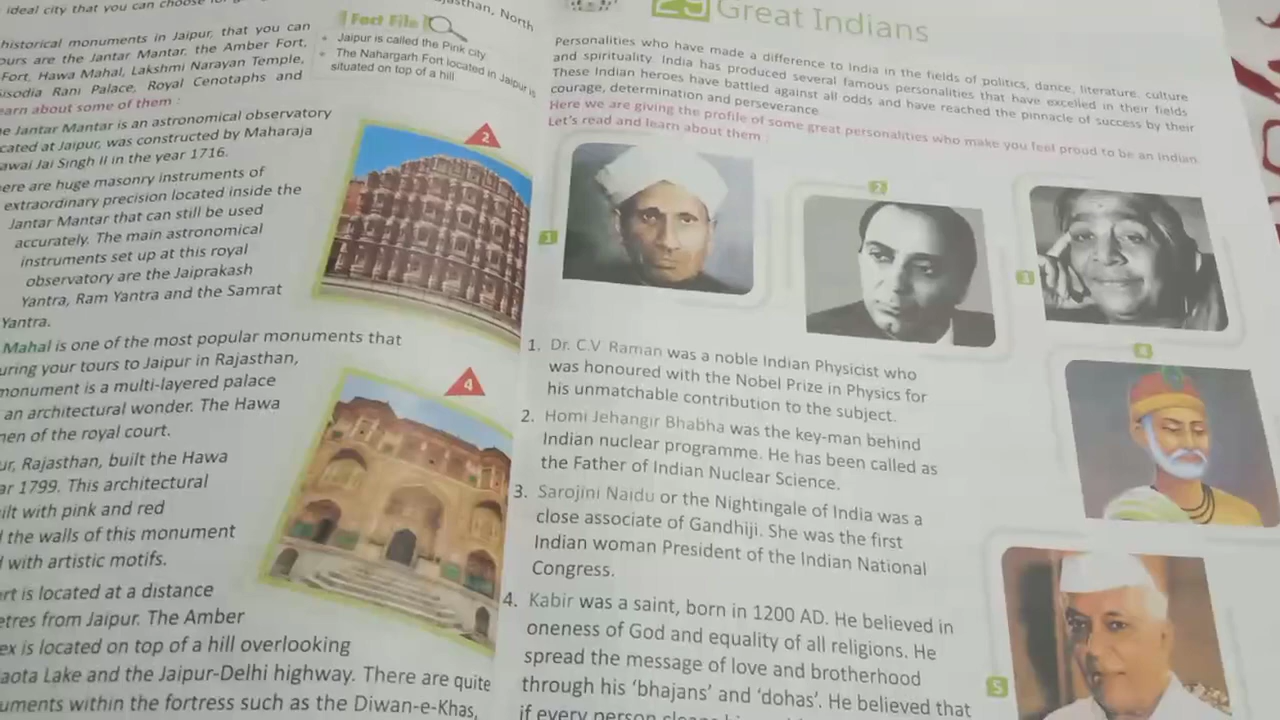 ideal city that you can choose
historical monuments in Jaipur, that you can
ours are the Jantar Mantar, the Amber Fort,
Fort, Hawa Mahal, Lakshmi Narayan Temple,
Sisodia Rani Palace, Royal Cenotaphs and
earn about some of them :
e Jantar Mantar is an astronomical observatory
cated at Jaipur, was constructed by Maharaja
awai Jai Singh II in the year 1716.
ere are huge masonry instruments of
extraordinary precision located inside the
Jantar Mantar that can still be used
accurately. The main astronomical
instruments set up at this royal
observatory are the Jaiprakash
Yantra, Ram Yantra and the Samrat
Yantra.
Mahal is one of the most popular monuments that
uring your tours to Jaipur in Rajasthan,
monument is a multi-layered palace
an architectural wonder. The Hawa
men of the royal court.
ur, Rajasthan, built the Hawa
ar 1799. This architectural
ilt with pink and red
the walls of this monument
with artistic motifs.
rt is located at a distance
etres from Jaipur. The Amber
ex is located on top of a hill overlooking
aota Lake and the Jaipur-Delhi highway. There are quite
uments within the fortress such as the Diwan-e-Khas,
asthan, North
Fact File
Jaipur is called the Pink city
The Nahargarh Fort located in Jaipur is
situated on top of a hill
2
4
23 Great Indians
Personalities who have made a difference to India in the fields of politics, dance, literature, culture
and spirituality. India has produced several famous personalities that have excelled in their fields
These Indian heroes have battled against all odds and have reached the pinnacle of success by their
courage, determination and perseverance
Here we are giving the profile of some great personalities who make you feel proud to be an Indian.
Let's read and learn about them :
1
2
3
4
5
1. Dr. C.V Raman was a noble Indian Physicist who
was honoured with the Nobel Prize in Physics for
his unmatchable contribution to the subject.
2. Homi Jehangir Bhabha was the key-man behind
Indian nuclear programme. He has been called as
the Father of Indian Nuclear Science.
3. Sarojini Naidu or the Nightingale of India was a
close associate of Gandhiji. She was the first
Indian woman President of the Indian National
Congress.
4. Kabir was a saint, born in 1200 AD. He believed in
oneness of God and equality of all religions. He
spread the message of love and brotherhood
through his 'bhajans' and 'dohas'. He believed that
if every person